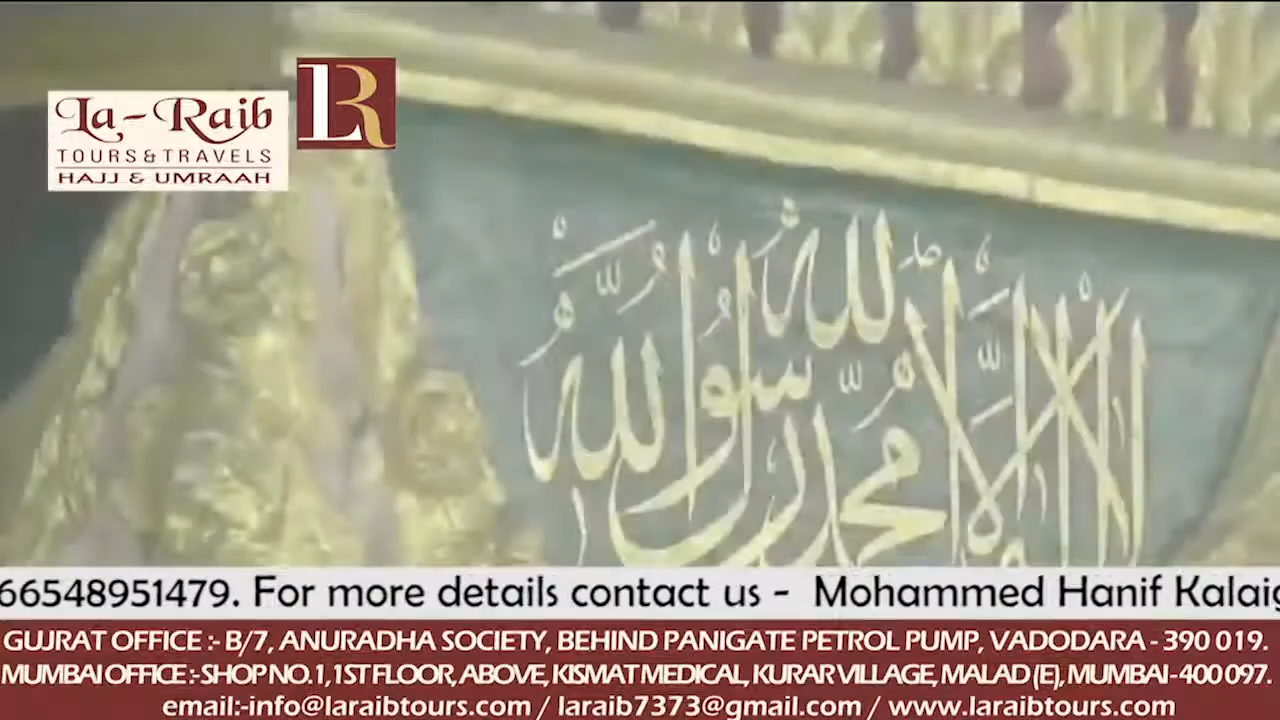 La-Raib
TOURS & TRAVELS
HAJJ & UMRAAH
LR
لا إله إلا الله
محمد رسول الله
66548951479. For more details contact us - Mohammed Hanif Kalaig
GUJRAT OFFICE :- B/7, ANURADHA SOCIETY, BEHIND PANIGATE PETROL PUMP, VADODARA - 390 019.
MUMBAI OFFICE :- SHOP NO. 1, 1ST FLOOR, ABOVE, KISMAT MEDICAL, KURAR VILLAGE, MALAD (E), MUMBAI - 400 097.
email:-info@laraibtours.com / laraib7373@gmail.com / www.laraibtours.com